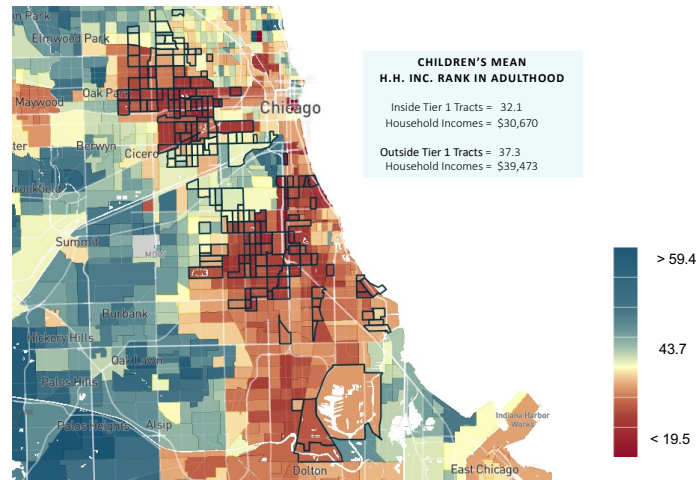 n Park
Elmwood Park
Oak Park
Maywood
Chicago
Berwyn
Cicero
Brookfield
Summit
MDW
Burbank
Hickory Hills
Oak Lawn
Palos Hills
Palos Heights
Alsip
Dolton
Indiana Harbor
Works
East Chicago
CHILDREN'S MEAN
H.H. INC. RANK IN ADULTHOOD
Inside Tier 1 Tracts = 32.1
Household Incomes = $30,670
Outside Tier 1 Tracts = 37.3
Household Incomes = $39,473
> 59.4
43.7
< 19.5